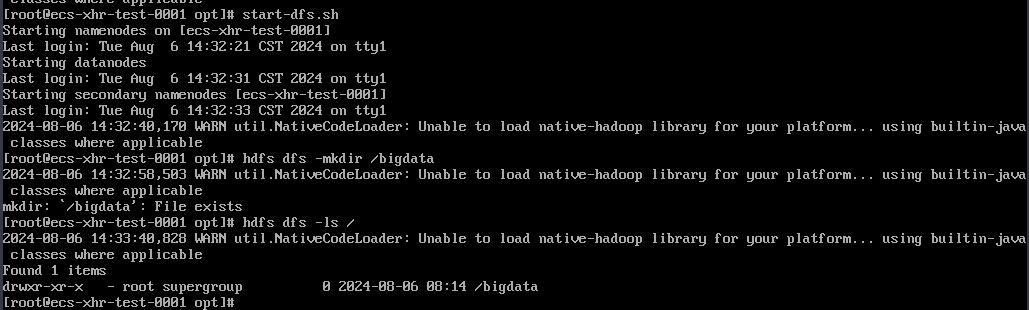 classes where applicable
[root@ecs-xhr-test-0001 opt]# start-dfs.sh
Starting namenodes on [ecs-xhr-test-0001]
Last login: Tue Aug  6 14:32:21 CST 2024 on tty1
Starting datanodes
Last login: Tue Aug  6 14:32:31 CST 2024 on tty1
Starting secondary namenodes [ecs-xhr-test-0001]
Last login: Tue Aug  6 14:32:33 CST 2024 on tty1
2024-08-06 14:32:40,170 WARN util.NativeCodeLoader: Unable to load native-hadoop library for your platform... using builtin-java
 classes where applicable
[root@ecs-xhr-test-0001 opt]# hdfs dfs -mkdir /bigdata
2024-08-06 14:32:58,503 WARN util.NativeCodeLoader: Unable to load native-hadoop library for your platform... using builtin-java
 classes where applicable
mkdir: `/bigdata': File exists
[root@ecs-xhr-test-0001 opt]# hdfs dfs -ls /
2024-08-06 14:33:40,828 WARN util.NativeCodeLoader: Unable to load native-hadoop library for your platform... using builtin-java
 classes where applicable
Found 1 items
drwxr-xr-x   - root supergroup          0 2024-08-06 08:14 /bigdata
[root@ecs-xhr-test-0001 opt]#